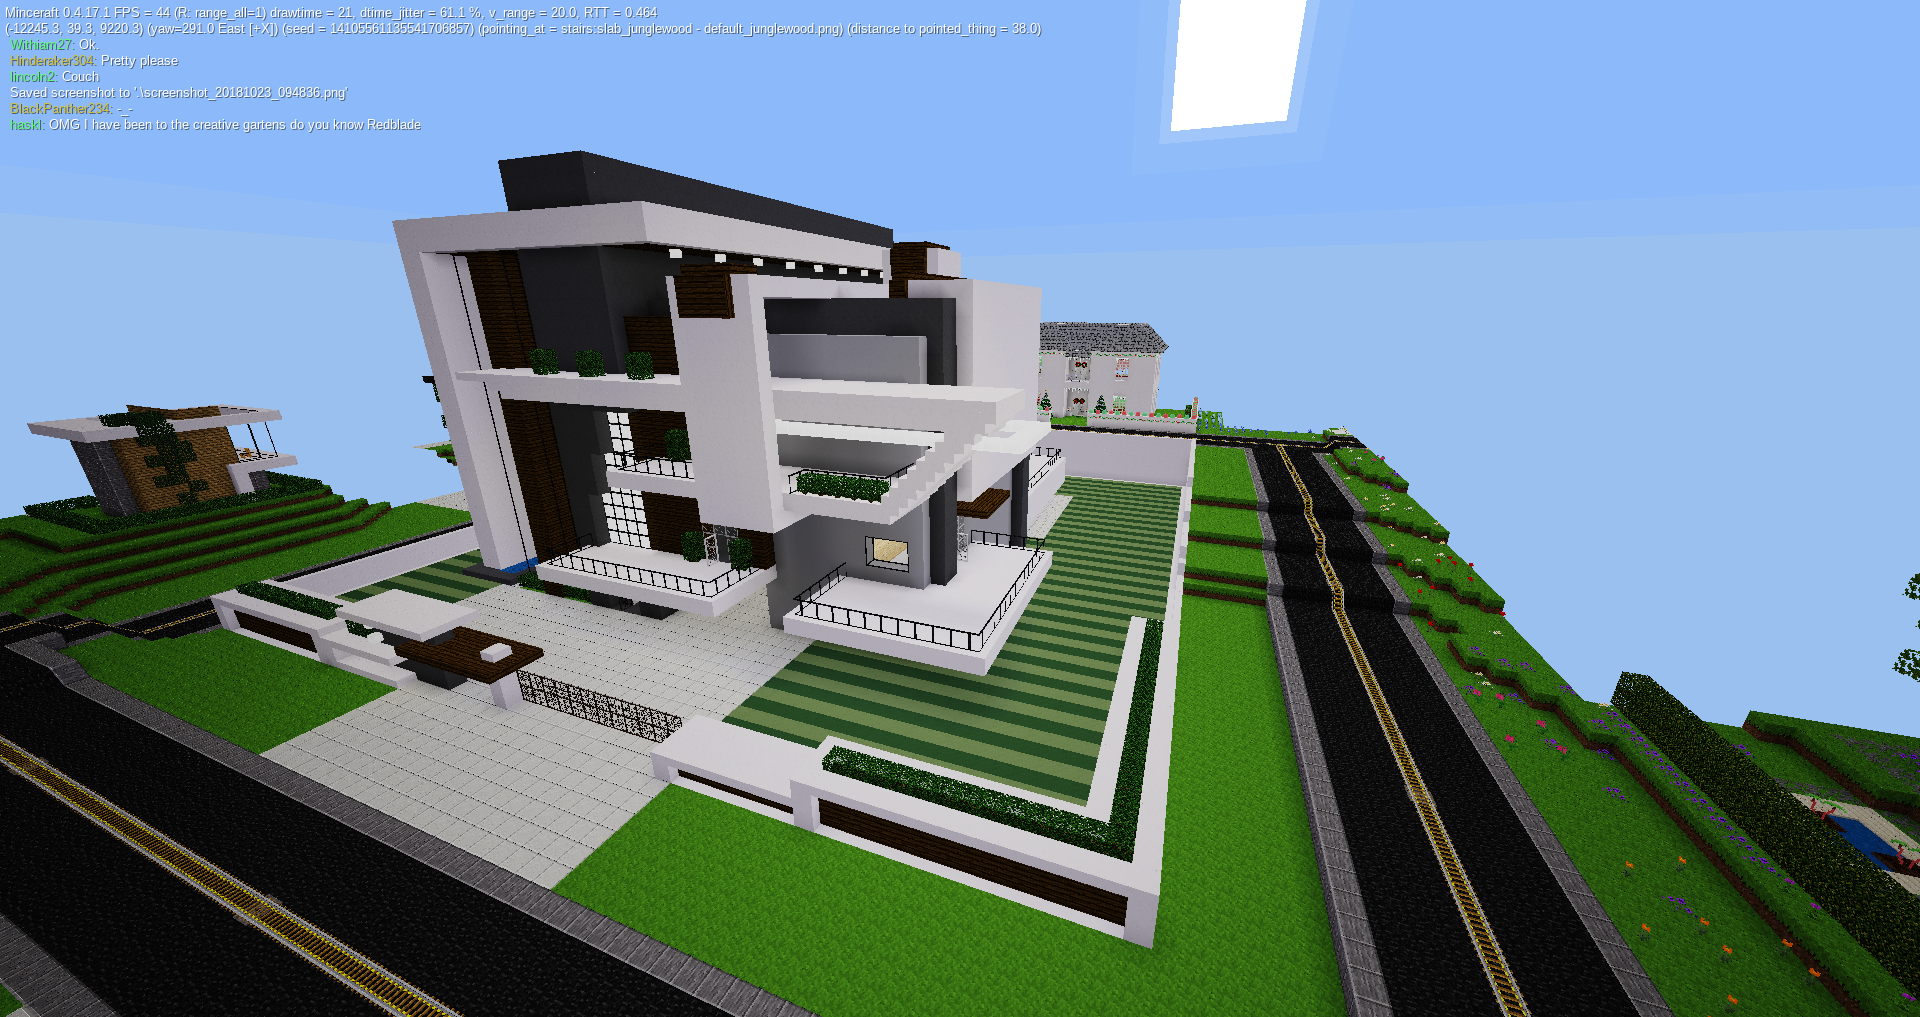 Minceraft 0.4.17.1 FPS = 44 (R: range_all=1) drawtime = 21, dtime_jitter = 61.1 %, v_range = 20.0, RTT = 0.464
(-12245.3, 39.3, 9220.3) (yaw=291.0 East [+X]) (seed = 14105561135541706857) (pointing_at = stairs:slab_junglewood - default_junglewood.png) (distance to pointed_thing = 38.0)
Withiam27: Ok.
Hinderaker304: Pretty please
lincoln2: Couch
Saved screenshot to '.\screenshot_20181023_094836.png'
BlackPanther234: -_-
haskl: OMG I have been to the creative gartens do you know Redblade